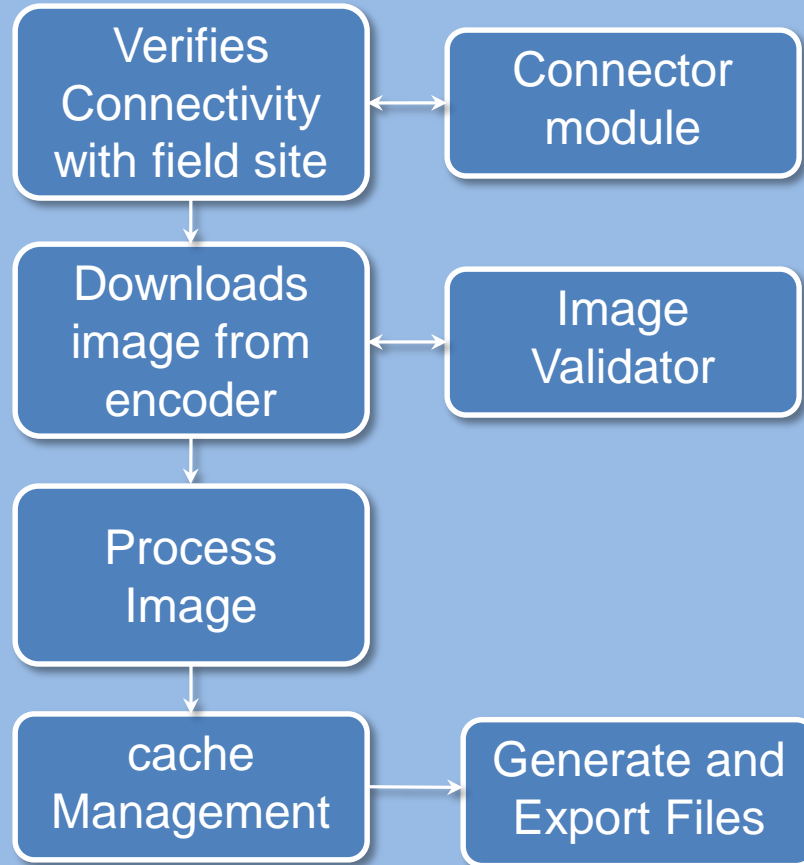 Verifies
Connectivity
with field site
Connector
module
Downloads
image from
encoder
Image
Validator
Process
Image
cache
Management
Generate and
Export Files